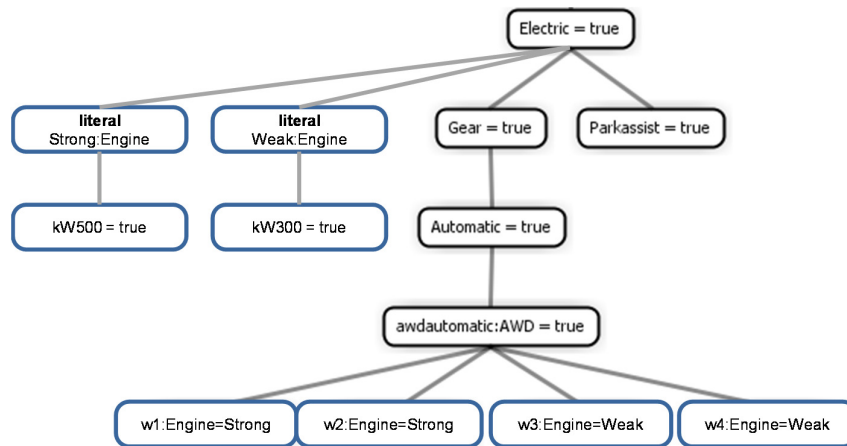 Electric = true
literal
Strong:Engine
literal
Weak:Engine
Gear = true
Parkassist = true
kW500 = true
kW300 = true
Automatic = true
awdautomatic:AWD = true
w1:Engine=Strong
w2:Engine=Strong
w3:Engine=Weak
w4:Engine=Weak